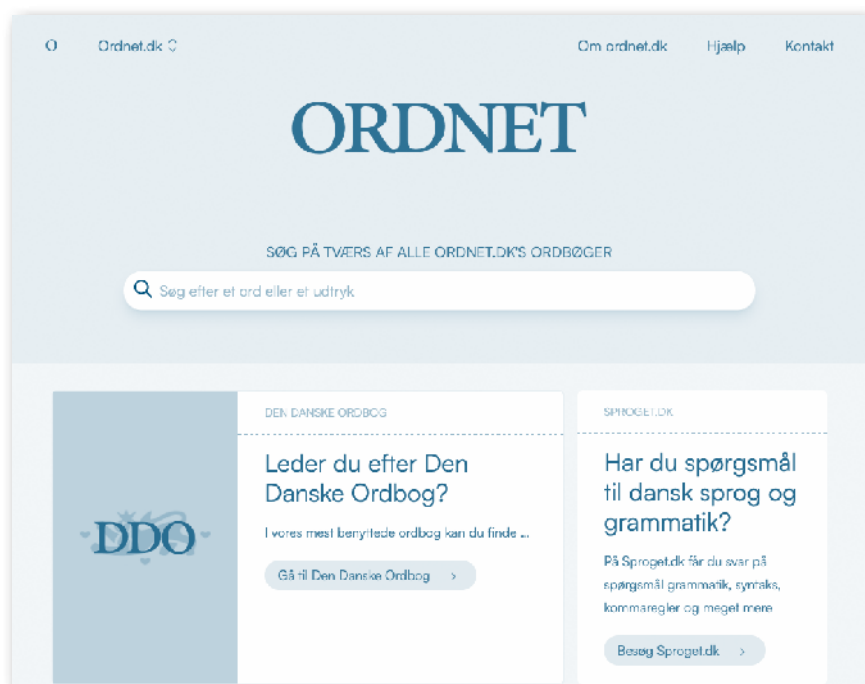 O Ordnet.dk Om ordnet.dk Hjælp Kontakt
ORDNET
SØG PÅ TVÆRS AF ALLE ORDNET.DK'S ORDBØGER
Søg efter et ord eller et udtryk
DEN DANSKE ORDBOG
Leder du efter Den
Danske Ordbog?
I vores mest benyttede ordbog kan du finde ...
Gå til Den Danske Ordbog
DDO
SPROGET.DK
Har du spørgsmål
til dansk sprog og
grammatik?
På Sproget.dk får du svar på
spørgsmål grammatik, syntaks,
kommaregler og meget mere
Besøg Sproget.dk